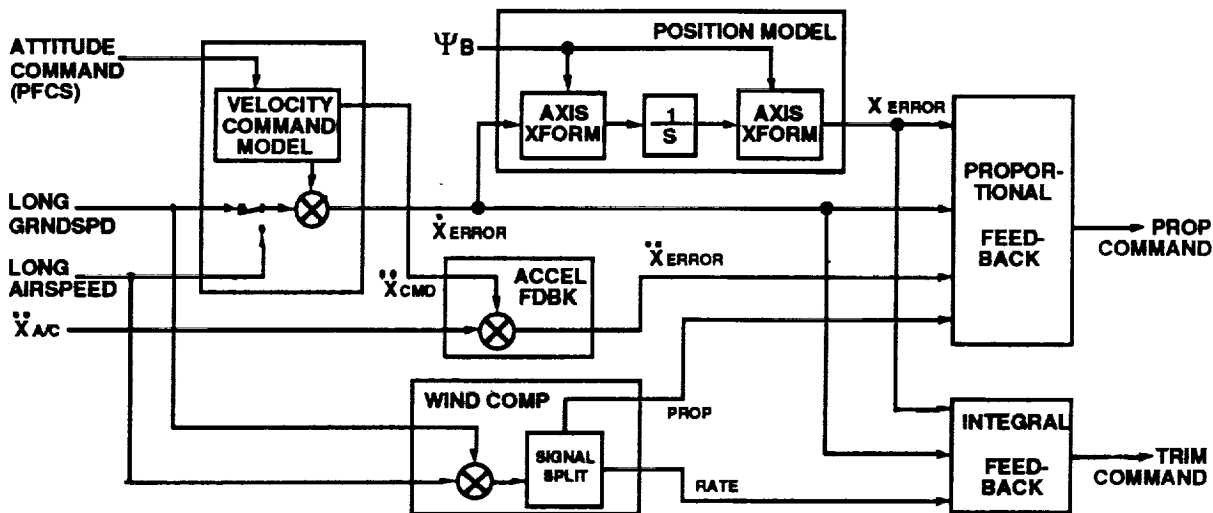 POSITION MODEL
ΨB
ATTITUDE
COMMAND
(PFCS)
VELOCITY
COMMAND
MODEL
AXIS
XFORM
1
S
AXIS
XFORM
X ERROR
PROPOR-
TIONAL
FEED-
BACK
PROP
COMMAND
LONG
GRNDSPD
Ẋ ERROR
LONG
AIRSPEED
Ẍ CMD
ACCEL
FDBK
Ẍ ERROR
Ẍ A/C
WIND COMP
PROP
SIGNAL
SPLIT
RATE
INTEGRAL
FEED-
BACK
TRIM
COMMAND